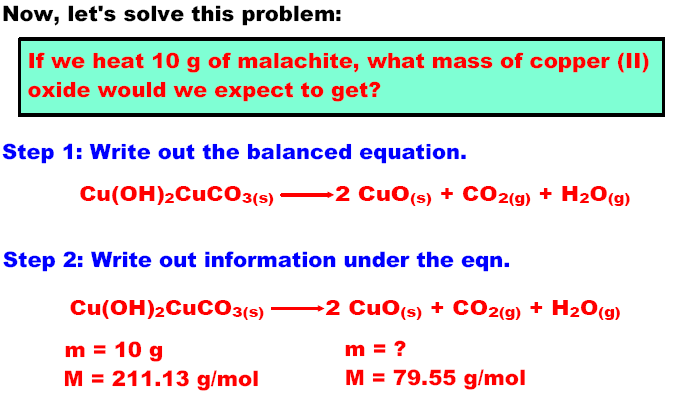 Now, let's solve this problem:
If we heat 10 g of malachite, what mass of copper (II)
oxide would we expect to get?
Step 1: Write out the balanced equation.
Cu(OH)₂CuCO₃(s) ⟶ 2 CuO(s) + CO₂(g) + H₂O(g)
Step 2: Write out information under the eqn.
Cu(OH)₂CuCO₃(s) ⟶ 2 CuO(s) + CO₂(g) + H₂O(g)
m = 10 g m = ?
M = 211.13 g/mol M = 79.55 g/mol